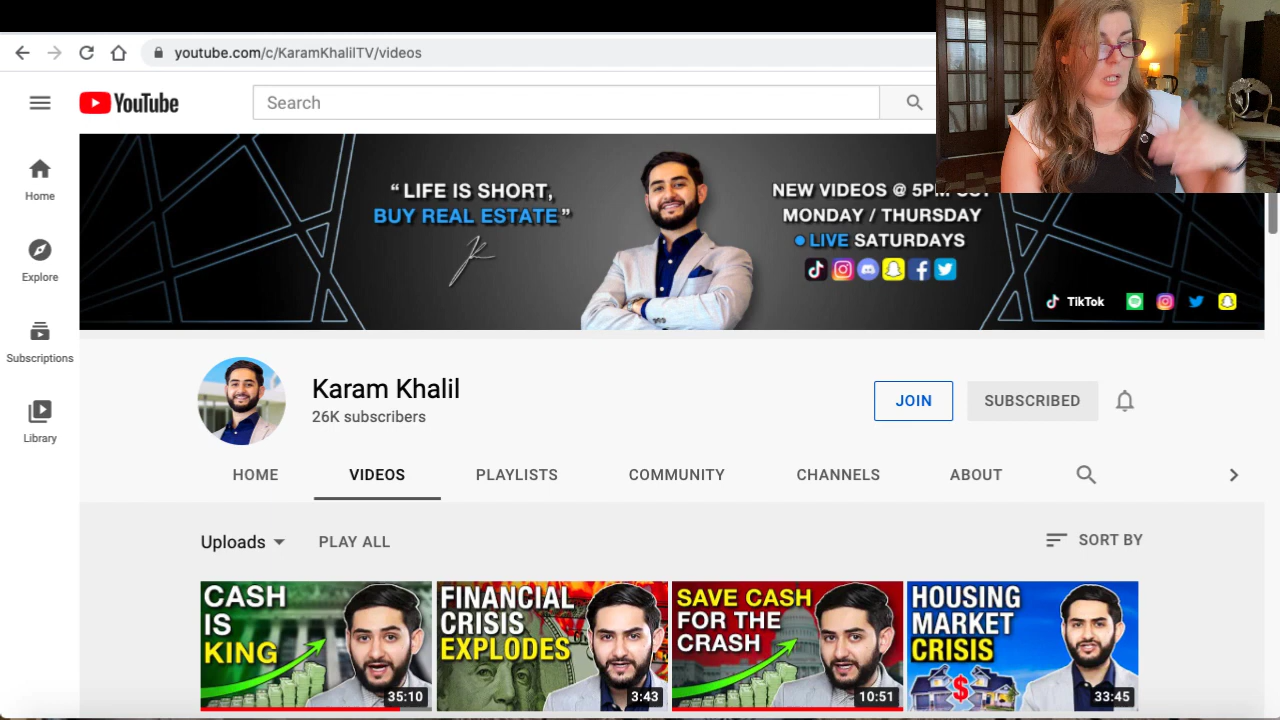 youtube.com/c/KaramKhalilTV/videos
YouTube
Search
Home
Explore
Subscriptions
Library
“ LIFE IS SHORT,
BUY REAL ESTATE ”
NEW VIDEOS @ 5PM
MONDAY / THURSDAY
LIVE SATURDAYS
TikTok
Karam Khalil
26K subscribers
JOIN
SUBSCRIBED
HOME
VIDEOS
PLAYLISTS
COMMUNITY
CHANNELS
ABOUT
Uploads
PLAY ALL
SORT BY
CASH
IS
KING
35:10
FINANCIAL
CRISIS
EXPLODES
3:43
SAVE CASH
FOR THE
CRASH
10:51
HOUSING
MARKET
CRISIS
33:45